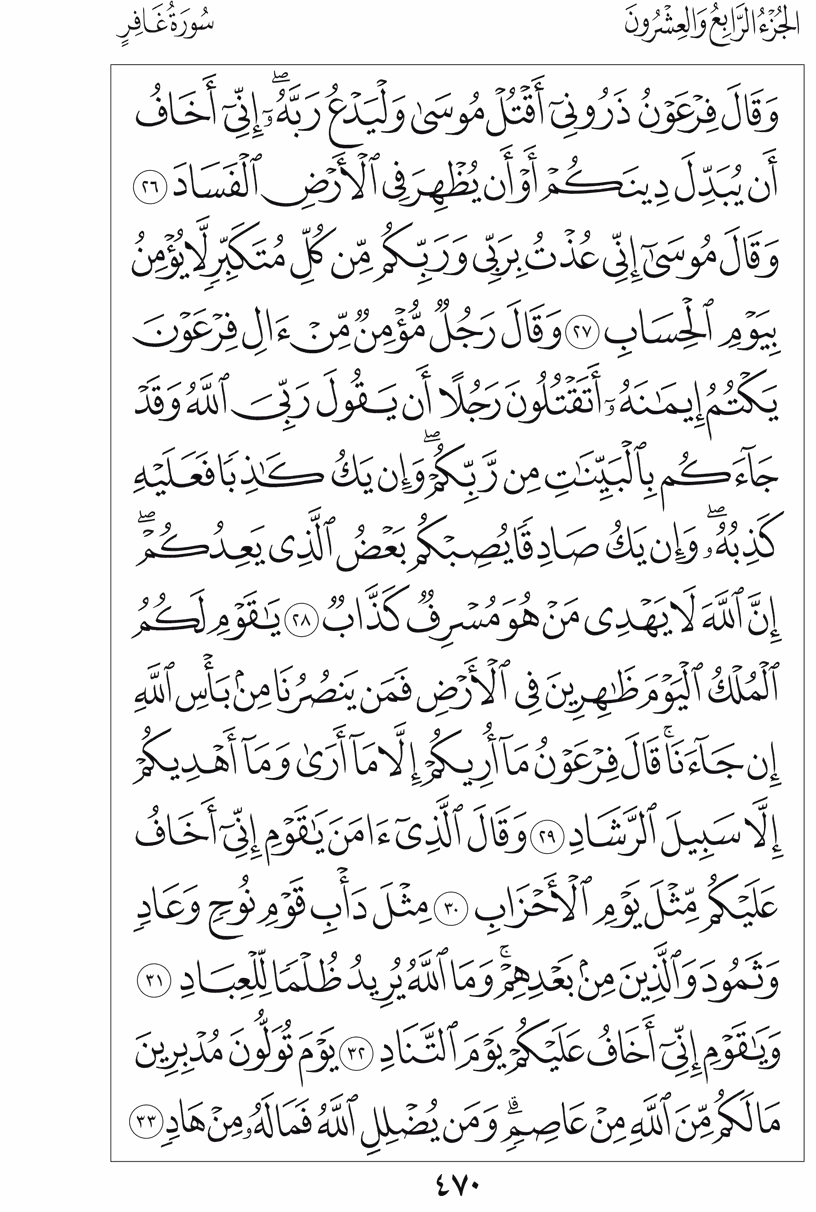 الجُزْءُ الرَّابِعُ وَالعِشْرُونَ
سُورَةُ غَافِرٍ
وَقَالَ فِرْعَوْنُ ذَرُونِىٓ أَقْتُلْ مُوسَىٰ وَلْيَدْعُ رَبَّهُۥٓ ۖ إِنِّىٓ أَخَافُ
أَن يُبَدِّلَ دِينَكُمْ أَوْ أَن يُظْهِرَ فِى ٱلْأَرْضِ ٱلْفَسَادَ ٢٦
وَقَالَ مُوسَىٰٓ إِنِّى عُذْتُ بِرَبِّى وَرَبِّكُم مِّن كُلِّ مُتَكَبِّرٍ لَّا يُؤْمِنُ
بِيَوْمِ ٱلْحِسَابِ ٢٧ وَقَالَ رَجُلٌ مُّؤْمِنٌ مِّنْ ءَالِ فِرْعَوْنَ
يَكْتُمُ إِيمَـٰنَهُۥٓ أَتَقْتُلُونَ رَجُلًا أَن يَقُولَ رَبِّىَ ٱللَّهُ وَقَدْ
جَآءَكُم بِٱلْبَيِّنَـٰتِ مِن رَّبِّكُمْ ۖ وَإِن يَكُ كَـٰذِبًا فَعَلَيْهِ
كَذِبُهُۥ ۖ وَإِن يَكُ صَادِقًا يُصِبْكُم بَعْضُ ٱلَّذِى يَعِدُكُمْ ۖ
إِنَّ ٱللَّهَ لَا يَهْدِى مَنْ هُوَ مُسْرِفٌ كَذَّابٌ ٢٨ يَـٰقَوْمِ لَكُمُ
ٱلْمُلْكُ ٱلْيَوْمَ ظَـٰهِرِينَ فِى ٱلْأَرْضِ فَمَن يَنصُرُنَا مِنۢ بَأْسِ ٱللَّهِ
إِن جَآءَنَا ۚ قَالَ فِرْعَوْنُ مَآ أُرِيكُمْ إِلَّا مَآ أَرَىٰ وَمَآ أَهْدِيكُمْ
إِلَّا سَبِيلَ ٱلرَّشَادِ ٢٩ وَقَالَ ٱلَّذِىٓ ءَامَنَ يَـٰقَوْمِ إِنِّىٓ أَخَافُ
عَلَيْكُم مِّثْلَ يَوْمِ ٱلْأَحْزَابِ ٣٠ مِثْلَ دَأْبِ قَوْمِ نُوحٍ وَعَادٍ
وَثَمُودَ وَٱلَّذِينَ مِنۢ بَعْدِهِمْ ۚ وَمَا ٱللَّهُ يُرِيدُ ظُلْمًا لِّلْعِبَادِ ٣١
وَيَـٰقَوْمِ إِنِّىٓ أَخَافُ عَلَيْكُمْ يَوْمَ ٱلتَّنَادِ ٣٢ يَوْمَ تُوَلُّونَ مُدْبِرِينَ
مَا لَكُم مِّنَ ٱللَّهِ مِنْ عَاصِمٍ ۗ وَمَن يُضْلِلِ ٱللَّهُ فَمَا لَهُۥ مِنْ هَادٍ ٣٣
٤٧٠